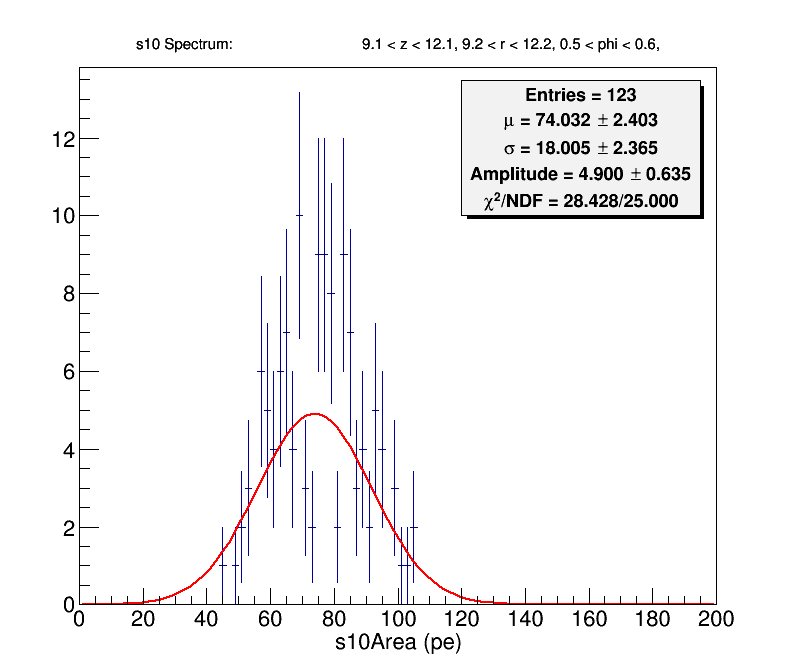 s10 Spectrum: 9.1 < z < 12.1, 9.2 < r < 12.2, 0.5 < phi < 0.6,
Entries = 123
μ = 74.032 ± 2.403
σ = 18.005 ± 2.365
Amplitude = 4.900 ± 0.635
χ²/NDF = 28.428/25.000
12
10
8
6
4
2
0
0 20 40 60 80 100 120 140 160 180 200
s10Area (pe)